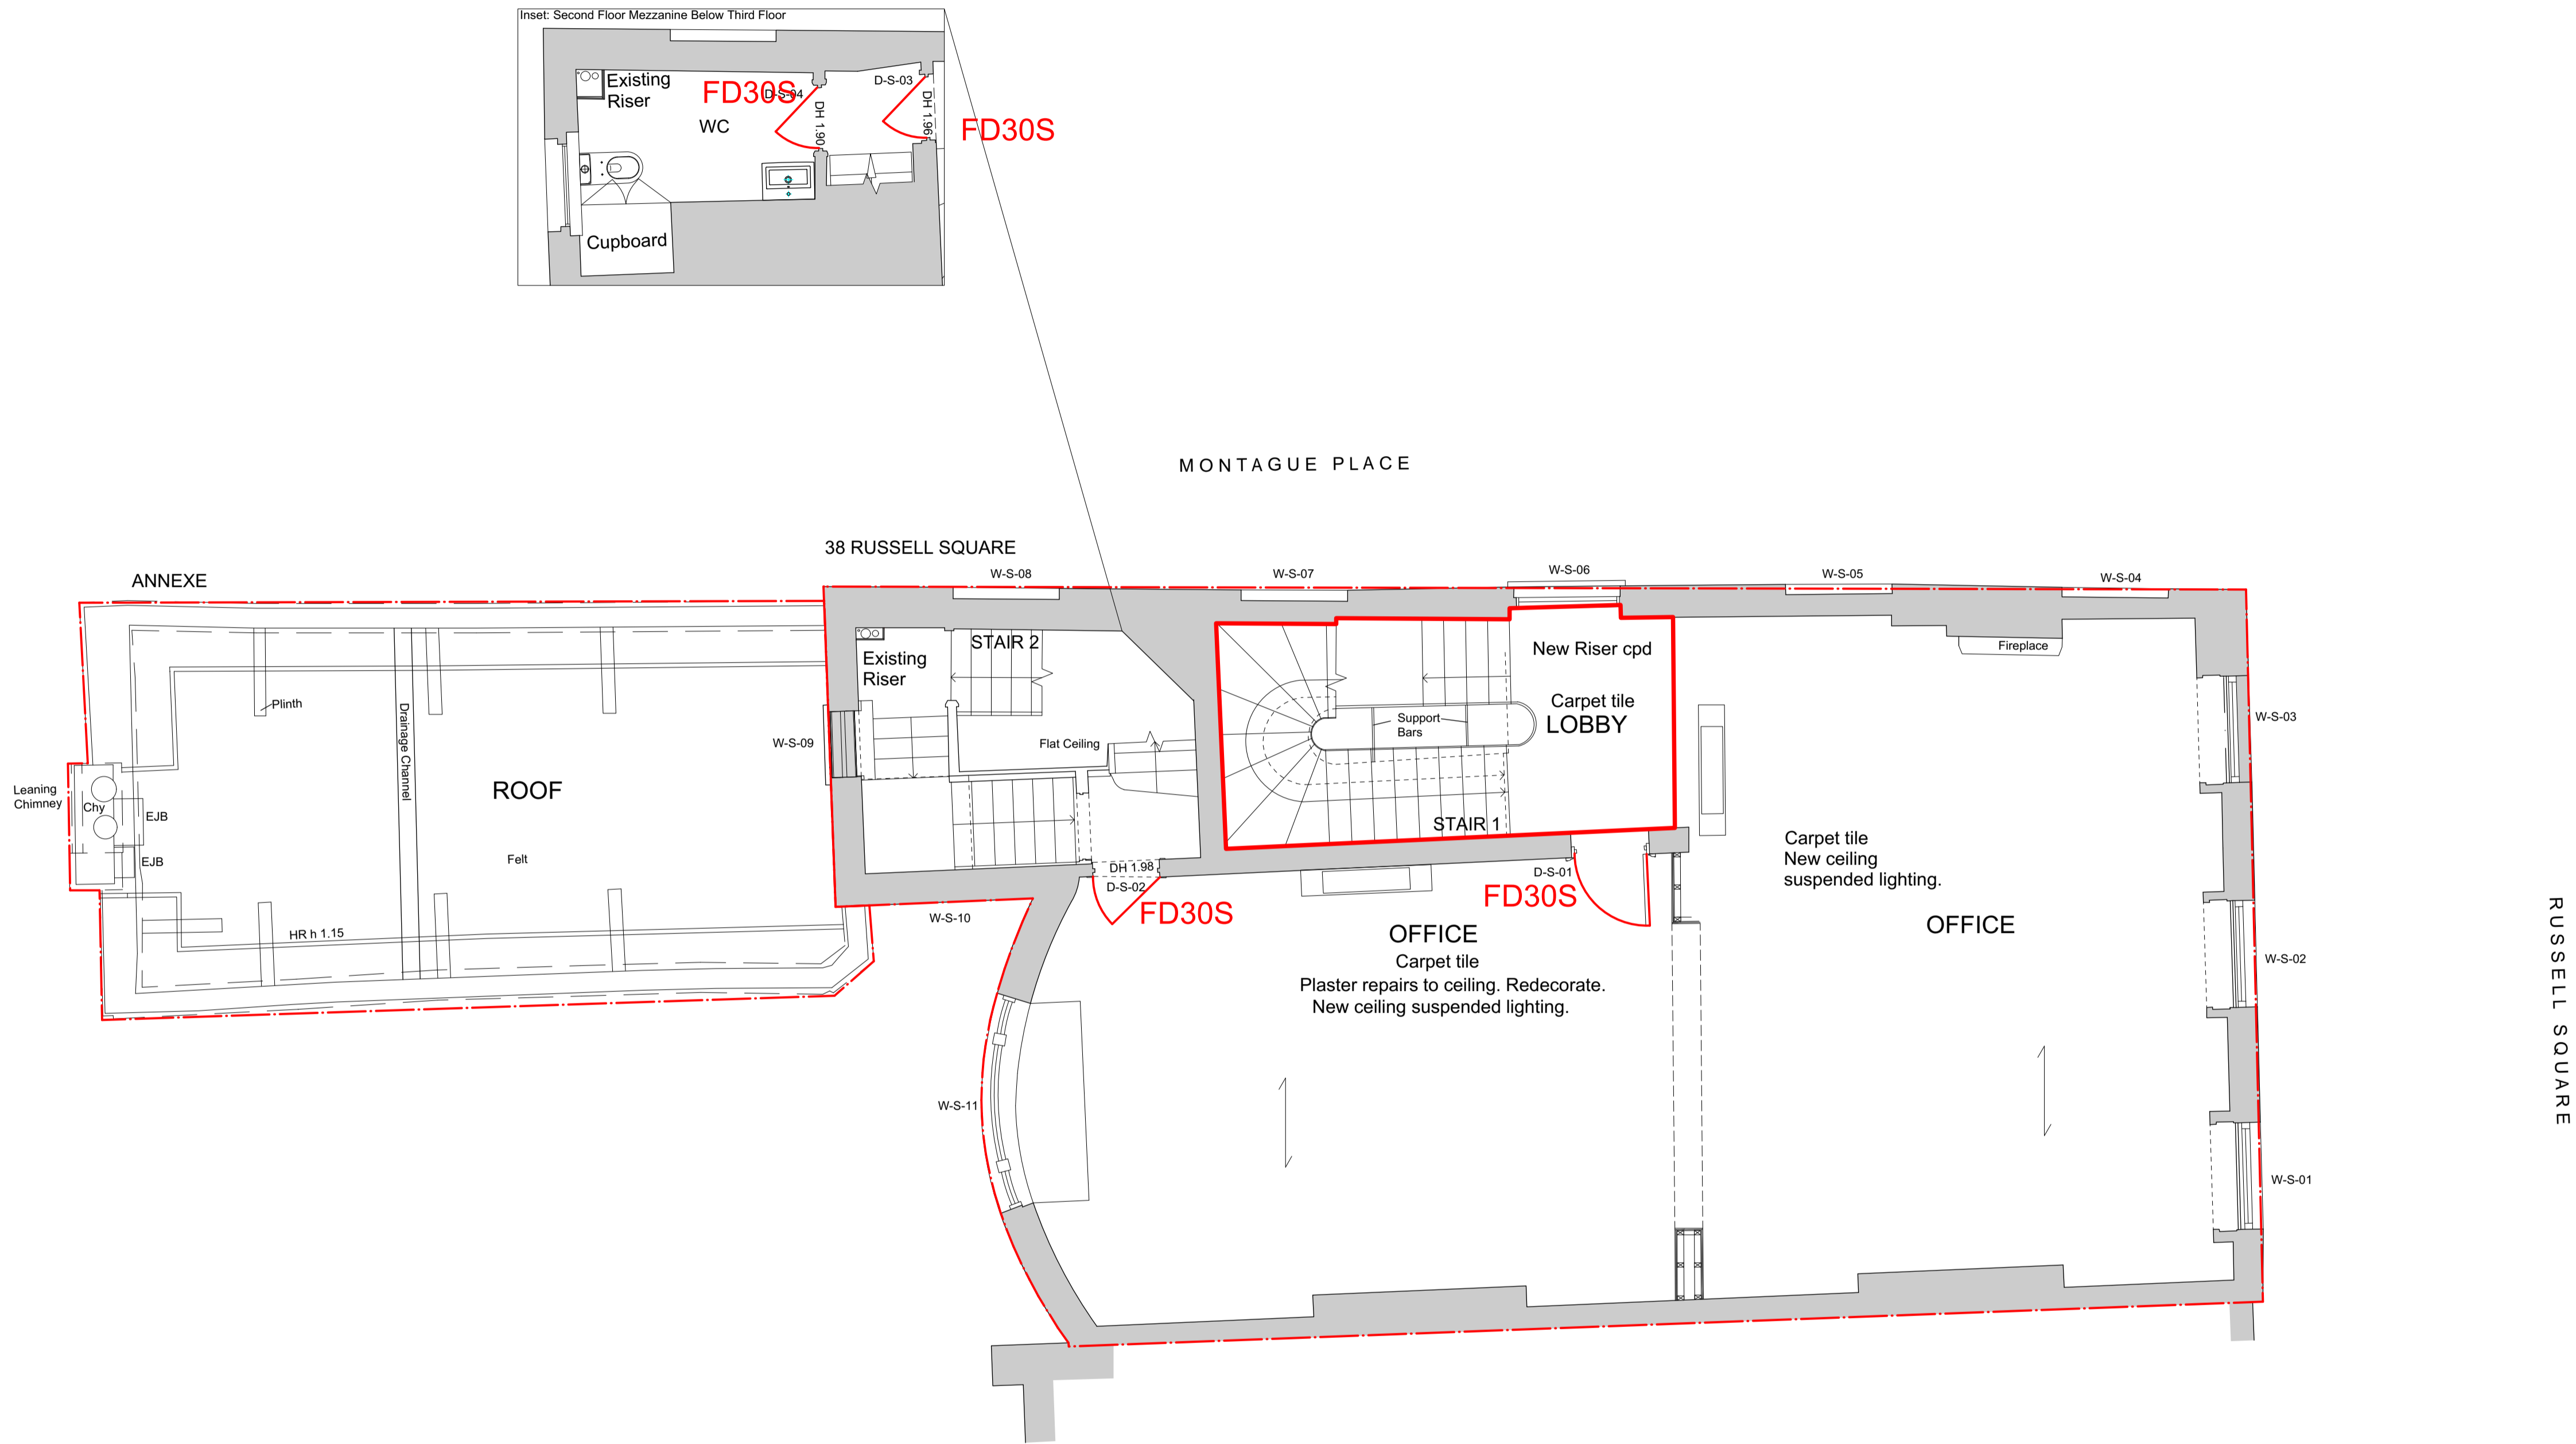 Inset: Second Floor Mezzanine Below Third Floor
Existing
Riser
FD30S
D-S-04
D-S-03
DH 1.90
DH 1.96
FD30S
WC
Cupboard
MONTAGUE PLACE
38 RUSSELL SQUARE
ANNEXE
W-S-08
W-S-07
W-S-06
W-S-05
W-S-04
STAIR 2
Existing
Riser
New Riser cpd
Fireplace
Plinth
Drainage Channel
Carpet tile
LOBBY
Support
Bars
W-S-03
W-S-09
Flat Ceiling
ROOF
Leaning
Chimney
Chy
EJB
EJB
Felt
STAIR 1
Carpet tile
New ceiling
suspended lighting.
DH 1.98
D-S-02
FD30S
D-S-01
FD30S
W-S-10
HR h 1.15
OFFICE
Carpet tile
Plaster repairs to ceiling. Redecorate.
New ceiling suspended lighting.
OFFICE
W-S-02
RUSSELL SQUARE
W-S-11
W-S-01